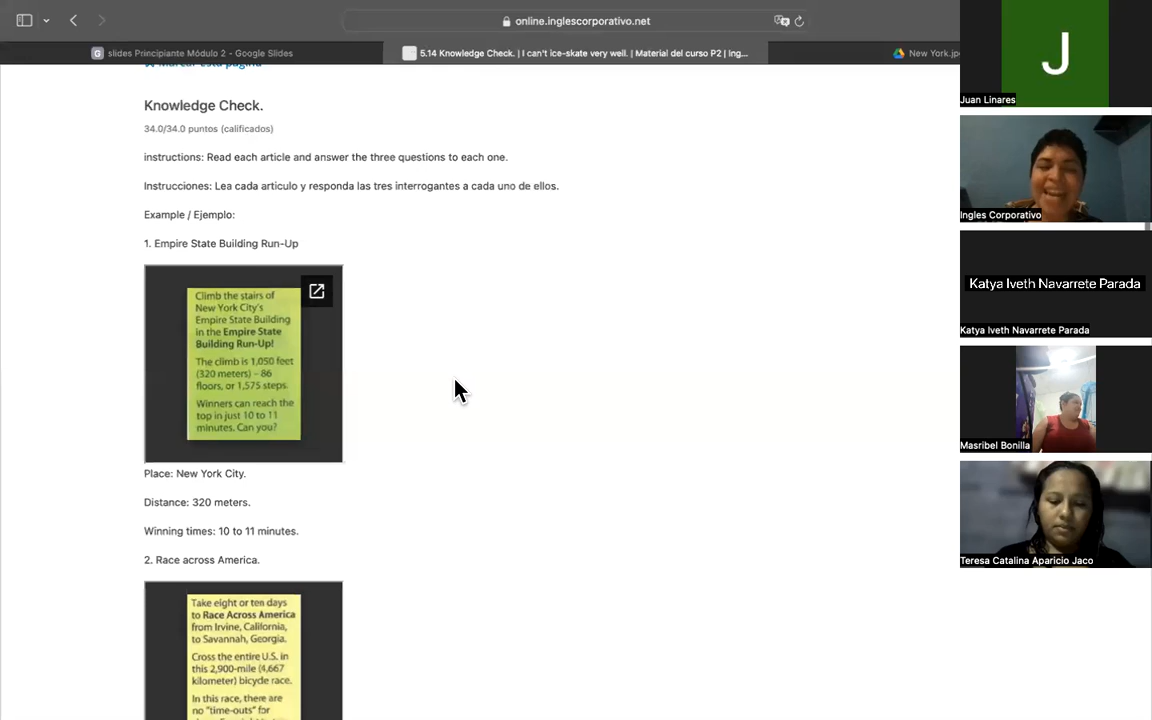 online.inglescorporativo.net
slides Principiante Módulo 2 - Google Slides
5.14 Knowledge Check. | I can't ice-skate very well. | Material del curso P2 | Ing...
New York.jp
Knowledge Check.
34.0/34.0 puntos (calificados)
instructions: Read each article and answer the three questions to each one.
Instrucciones: Lea cada articulo y responda las tres interrogantes a cada uno de ellos.
Example / Ejemplo:
1. Empire State Building Run-Up
Climb the stairs of
New York City's
Empire State Building
in the Empire State
Building Run-Up!
The climb is 1,050 feet
(320 meters) – 86
floors, or 1,575 steps.
Winners can reach the
top in just 10 to 11
minutes. Can you?
Place: New York City.
Distance: 320 meters.
Winning times: 10 to 11 minutes.
2. Race across America.
Take eight or ten days
to Race Across America
from Irvine, California,
to Savannah, Georgia.
Cross the entire U.S. in
this 2,900-mile (4,667
kilometer) bicycle race.
In this race, there are
no "time-outs" for
J
Juan Linares
Ingles Corporativo
Katya Iveth Navarrete Parada
Katya Iveth Navarrete Parada
Masribel Bonilla
Teresa Catalina Aparicio Jaco